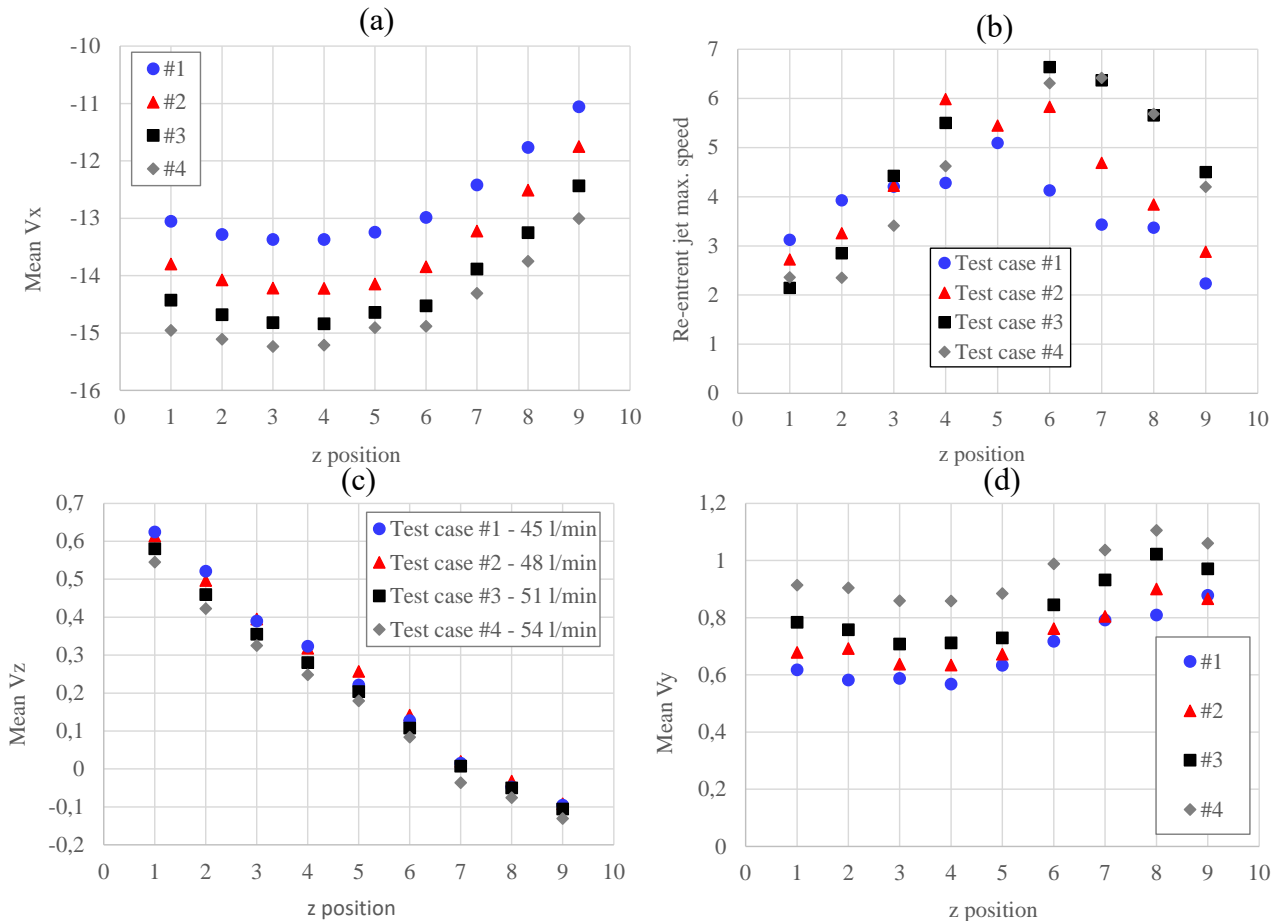 (a)
-10
-11
-12
-13
-14
-15
-16
Mean Vx
#1
#2
#3
#4
0 1 2 3 4 5 6 7 8 9 10
z position
(b)
7
6
5
4
3
2
1
0
Re-entrent jet max. speed
Test case #1
Test case #2
Test case #3
Test case #4
0 1 2 3 4 5 6 7 8 9 10
z position
(c)
0,7
0,6
0,5
0,4
0,3
0,2
0,1
0
-0,1
-0,2
Mean Vz
Test case #1 - 45 l/min
Test case #2 - 48 l/min
Test case #3 - 51 l/min
Test case #4 - 54 l/min
0 1 2 3 4 5 6 7 8 9 10
z position
(d)
1,2
1
0,8
0,6
0,4
0,2
0
Mean Vy
#1
#2
#3
#4
0 1 2 3 4 5 6 7 8 9 10
z position